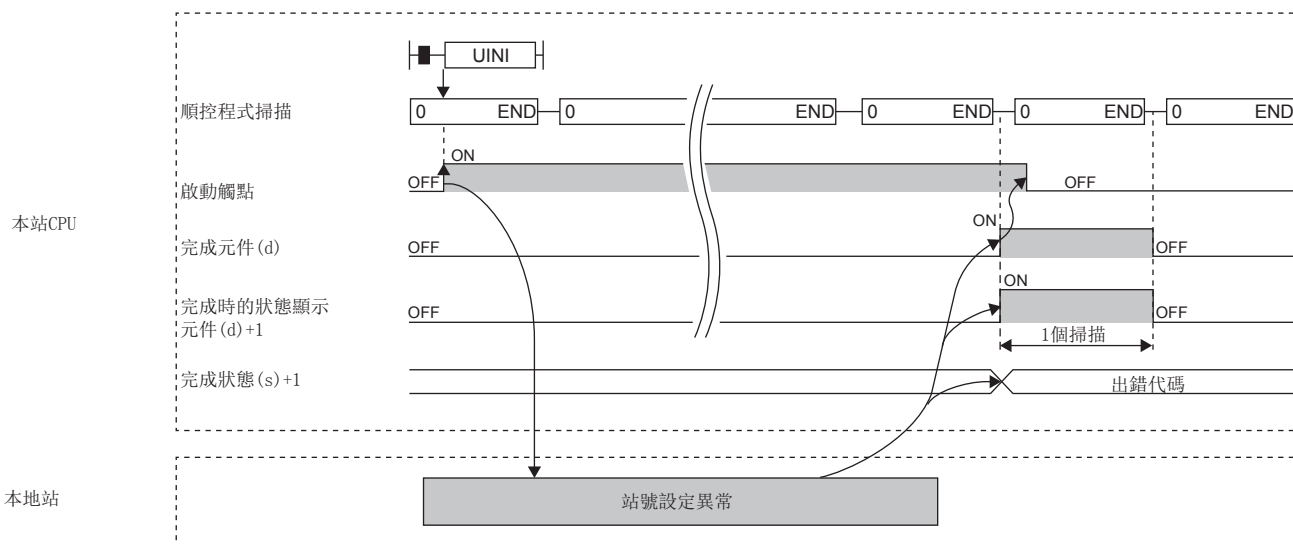 UINI
順控程式掃描
0 END 0 END 0 END 0 END 0 END
ON
啟動觸點
OFF
OFF
本站CPU
ON
完成元件(d)
OFF
OFF
ON
完成時的狀態顯示
元件(d)+1
OFF
OFF
1個掃描
完成狀態(s)+1
出錯代碼
本地站
站號設定異常